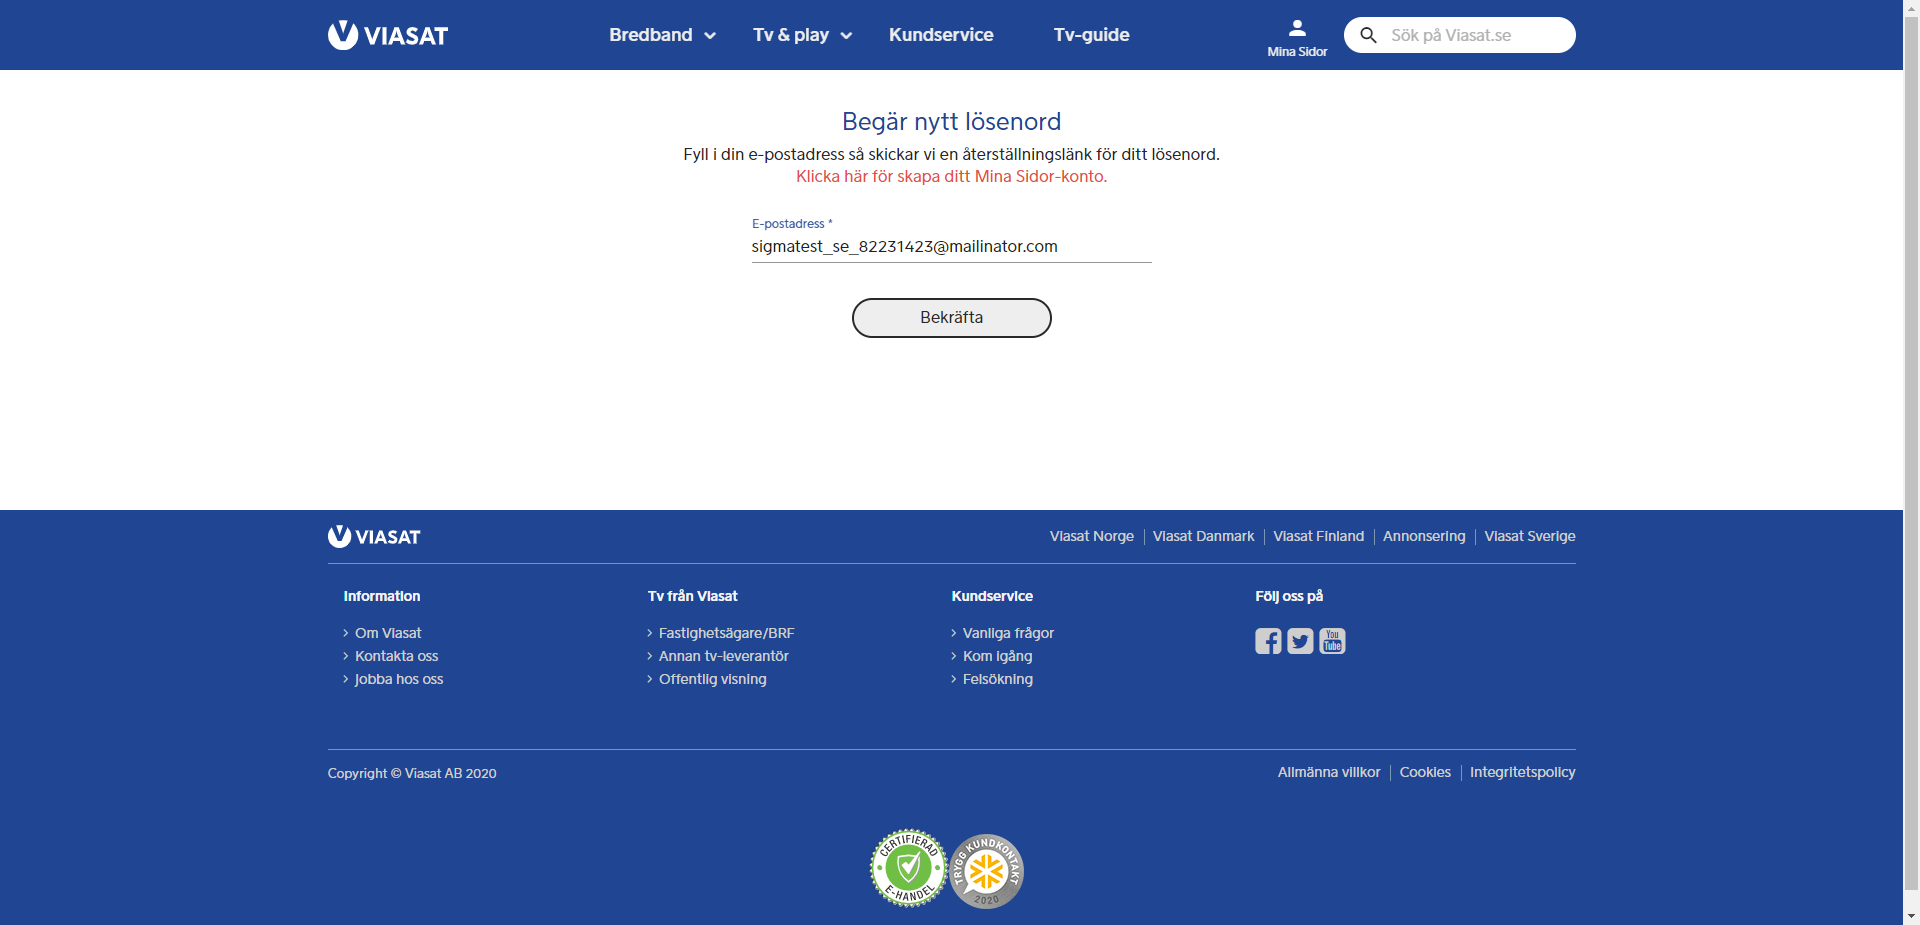 VIASAT
Bredband
Tv & play
Kundservice
Tv-guide
Mina Sidor
Sök på Viasat.se
Begär nytt lösenord
Fyll i din e-postadress så skickar vi en återställningslänk för ditt lösenord.
Klicka här för skapa ditt Mina Sidor-konto.
E-postadress *
sigmatest_se_82231423@mailinator.com
Bekräfta
VIASAT
Viasat Norge
Viasat Danmark
Viasat Finland
Annonsering
Viasat Sverige
Information
Om Viasat
Kontakta oss
Jobba hos oss
Tv från Viasat
Fastighetsägare/BRF
Annan tv-leverantör
Offentlig visning
Kundservice
Vanliga frågor
Kom igång
Felsökning
Följ oss på
You
Tube
Copyright © Viasat AB 2020
Allmänna villkor
Cookies
Integritetspolicy
CERTIFIERAD
E-HANDEL
TRYGG KUNDKONTAKT
2020